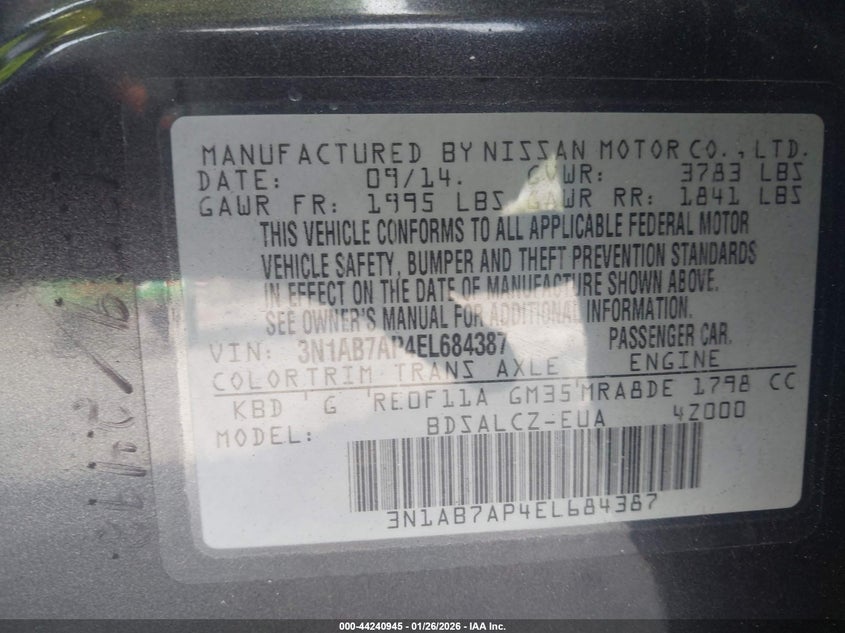 MANUFACTURED BY NISSAN MOTOR CO., LTD.
DATE: 09/14. GVWR: 3783 LBS
GAWR FR: 1995 LBS GAWR RR: 1841 LBS
THIS VEHICLE CONFORMS TO ALL APPLICABLE FEDERAL MOTOR
VEHICLE SAFETY, BUMPER AND THEFT PREVENTION STANDARDS
IN EFFECT ON THE DATE OF MANUFACTURE SHOWN ABOVE.
SEE OWNER'S MANUAL FOR ADDITIONAL INFORMATION.
VIN: 3N1AB7AP4EL684387 PASSENGER CAR.
COLOR TRIM TRANS AXLE ENGINE
KBD G RE0F11A GM35 MRA8DE 1798 CC
MODEL: BDSALCZ-EUA 4Z000
3N1AB7AP4EL684387
000-44240945 | 01/26/2026 - IAA Inc.